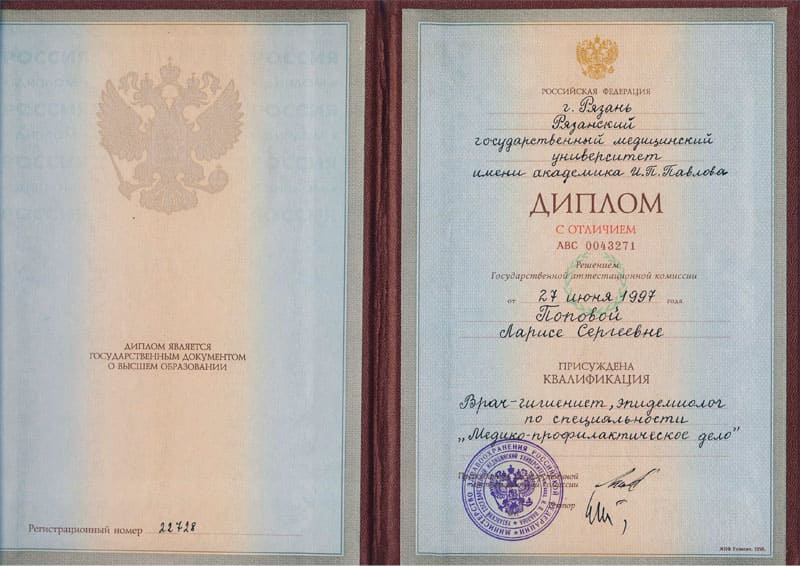 ДИПЛОМ ЯВЛЯЕТСЯ
ГОСУДАРСТВЕННЫМ ДОКУМЕНТОМ
О ВЫСШЕМ ОБРАЗОВАНИИ
Регистрационный номер 22728
РОССИЙСКАЯ ФЕДЕРАЦИЯ
г. Рязань
Рязанский
государственный медицинский
университет
имени академика И.П. Павлова
ДИПЛОМ
С ОТЛИЧИЕМ
АВС 0043271
Решением
Государственной аттестационной комиссии
от 27 июня 1997 года
Поповой
Ларисе Сергеевне
ПРИСУЖДЕНА
КВАЛИФИКАЦИЯ
Врач-гигиенист, эпидемиолог
по специальности
„Медико-профилактическое дело"